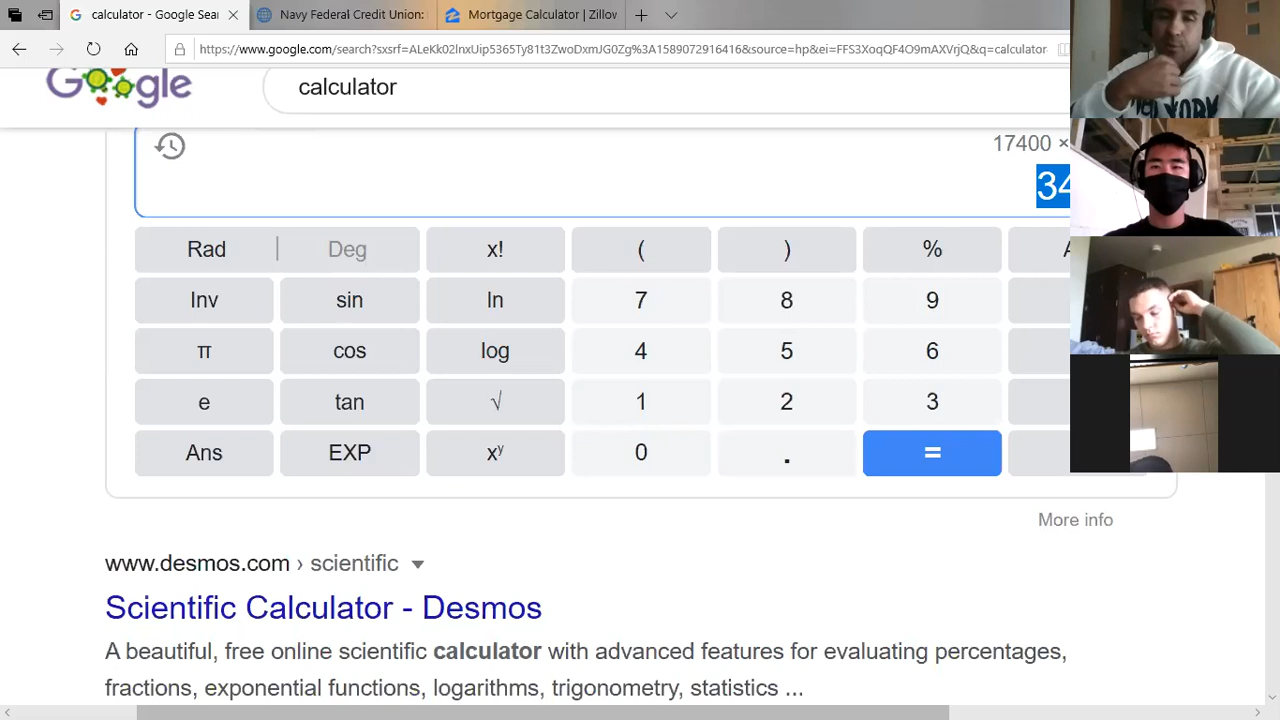 calculator - Google Sear
Navy Federal Credit Union:
Mortgage Calculator | Zillow
https://www.google.com/search?sxsrf=ALeKk02lnxUip5365Ty81t3ZwoDxmJG0Zg%3A1589072916416&source=hp&ei=FFS3XoqQF4O9mAXVrjQ&q=calculator
Google
calculator
17400 ×
34
Rad Deg x! ( ) %
Inv sin ln 7 8 9
π cos log 4 5 6
e tan √ 1 2 3
Ans EXP xʸ 0 . =
More info
www.desmos.com › scientific
Scientific Calculator - Desmos
A beautiful, free online scientific calculator with advanced features for evaluating percentages,
fractions, exponential functions, logarithms, trigonometry, statistics ...